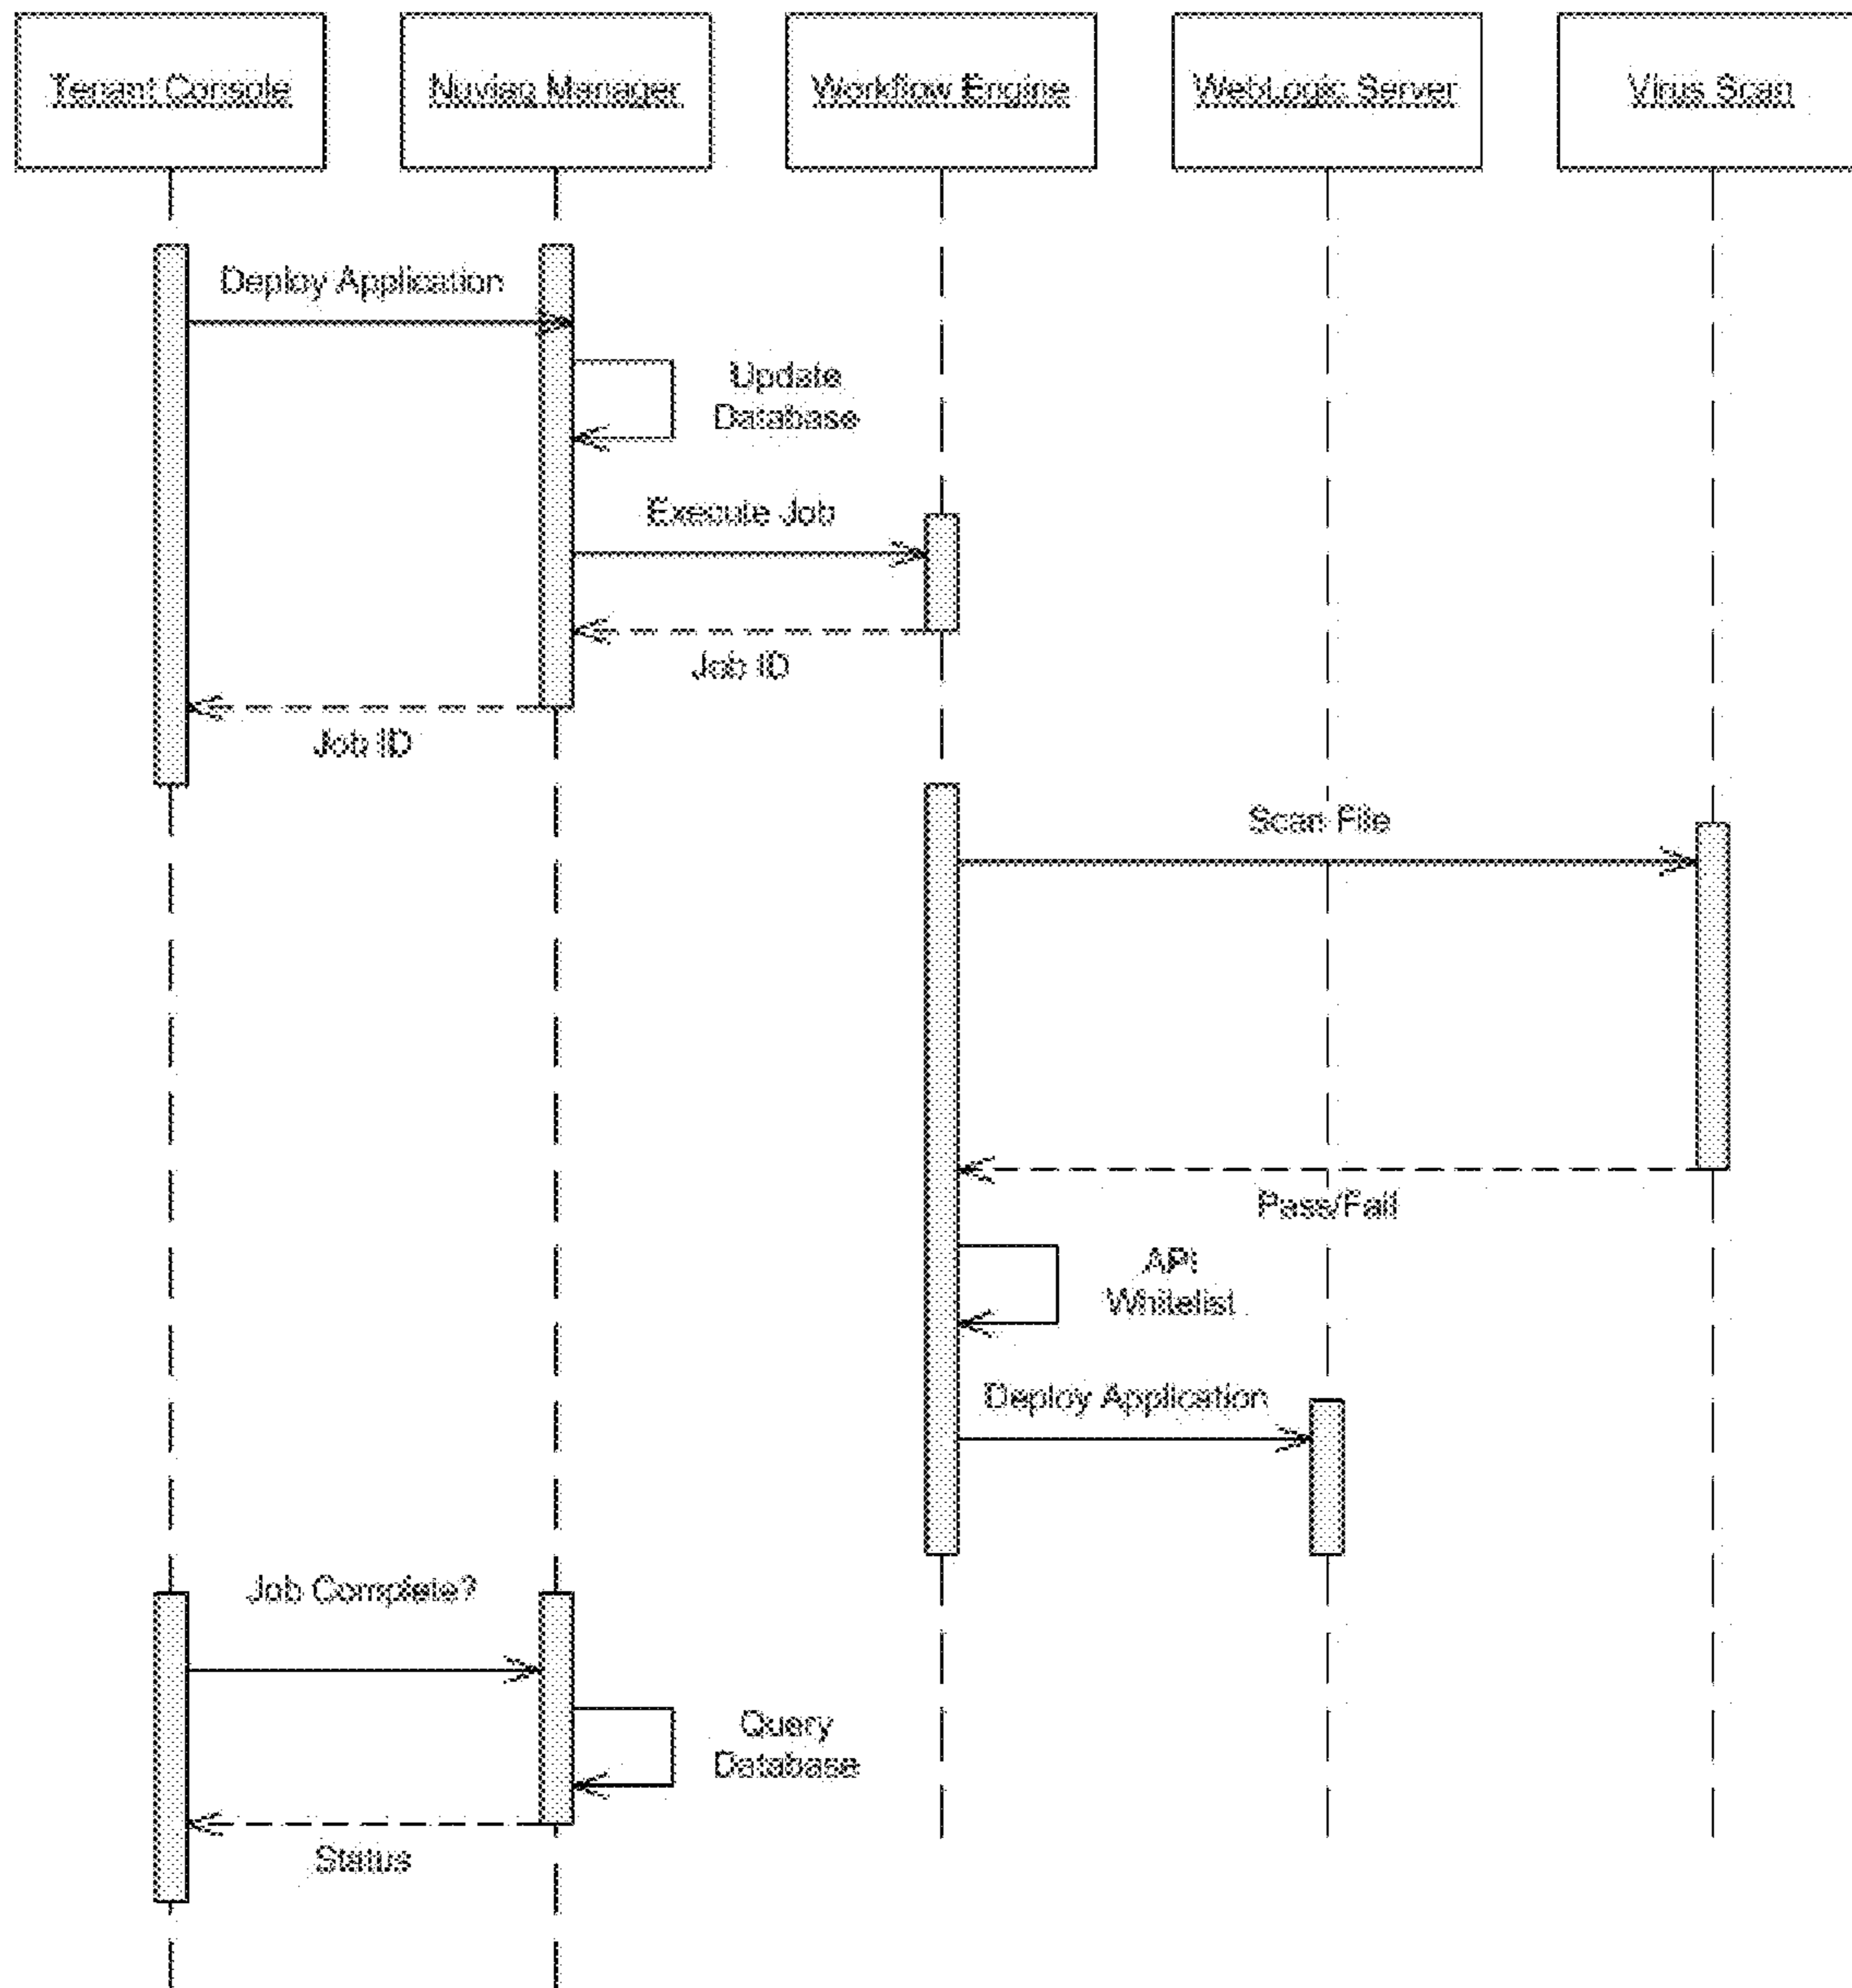 Tenant Console
Nuviaq Manager
Workflow Engine
WebLogic Server
Virus Scan
Deploy Application
Update
Database
Execute Job
Job ID
Job ID
Scan File
Pass/Fail
API
Whitelist
Deploy Application
Job Complete?
Query
Database
Status